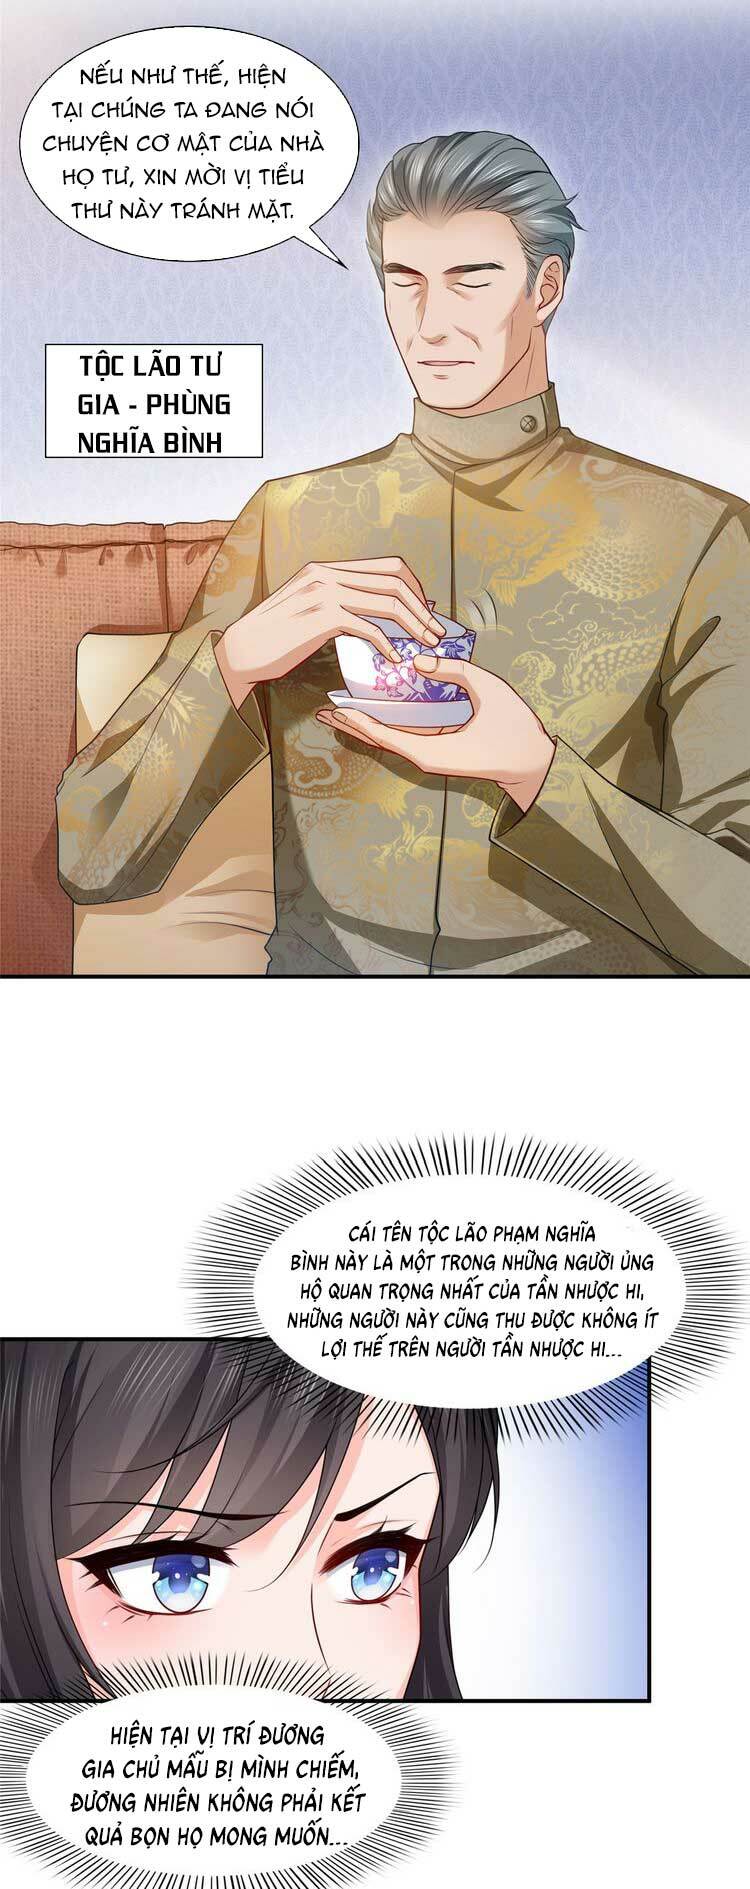 NẾU NHƯ THẾ, HIỆN
TẠI CHÚNG TA ĐANG NÓI
CHUYỆN CƠ MẬT CỦA NHÀ
HỌ TƯ, XIN MỜI VỊ TIỂU
THƯ NÀY TRÁNH MẶT.
TỘC LÃO TƯ
GIA - PHÙNG
NGHĨA BÌNH
CÁI TÊN TỘC LÃO PHẠM NGHĨA
BÌNH NÀY LÀ MỘT TRONG NHỮNG NGƯỜI ỦNG
HỘ QUAN TRỌNG NHẤT CỦA TẦN NHƯỢC HI,
NHỮNG NGƯỜI NÀY CŨNG THU ĐƯỢC KHÔNG ÍT
LỢI THẾ TRÊN NGƯỜI TẦN NHƯỢC HI...
HIỆN TẠI VỊ TRÍ ĐƯƠNG
GIA CHỦ MẪU BỊ MÌNH CHIẾM,
ĐƯƠNG NHIÊN KHÔNG PHẢI KẾT
QUẢ BỌN HỌ MONG MUỐN...